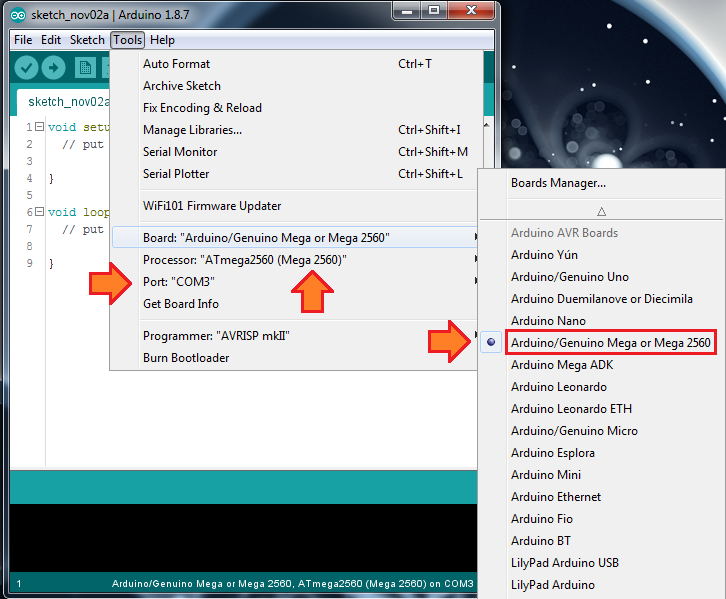 sketch_nov02a | Arduino 1.8.7
File Edit Sketch Tools Help
sketch_nov02a
1 void setu
2 // put
3
4 }
5
6 void loop
7 // put
8
9 }
Auto Format Ctrl+T
Archive Sketch
Fix Encoding & Reload
Manage Libraries... Ctrl+Shift+I
Serial Monitor Ctrl+Shift+M
Serial Plotter Ctrl+Shift+L
WiFi101 Firmware Updater
Board: "Arduino/Genuino Mega or Mega 2560"
Processor: "ATmega2560 (Mega 2560)"
Port: "COM3"
Get Board Info
Programmer: "AVRISP mkII"
Burn Bootloader
Boards Manager...
Arduino AVR Boards
Arduino Yún
Arduino/Genuino Uno
Arduino Duemilanove or Diecimila
Arduino Nano
Arduino/Genuino Mega or Mega 2560
Arduino Mega ADK
Arduino Leonardo
Arduino Leonardo ETH
Arduino/Genuino Micro
Arduino Esplora
Arduino Mini
Arduino Ethernet
Arduino Fio
Arduino BT
LilyPad Arduino USB
LilyPad Arduino
1 Arduino/Genuino Mega or Mega 2560, ATmega2560 (Mega 2560) on COM3